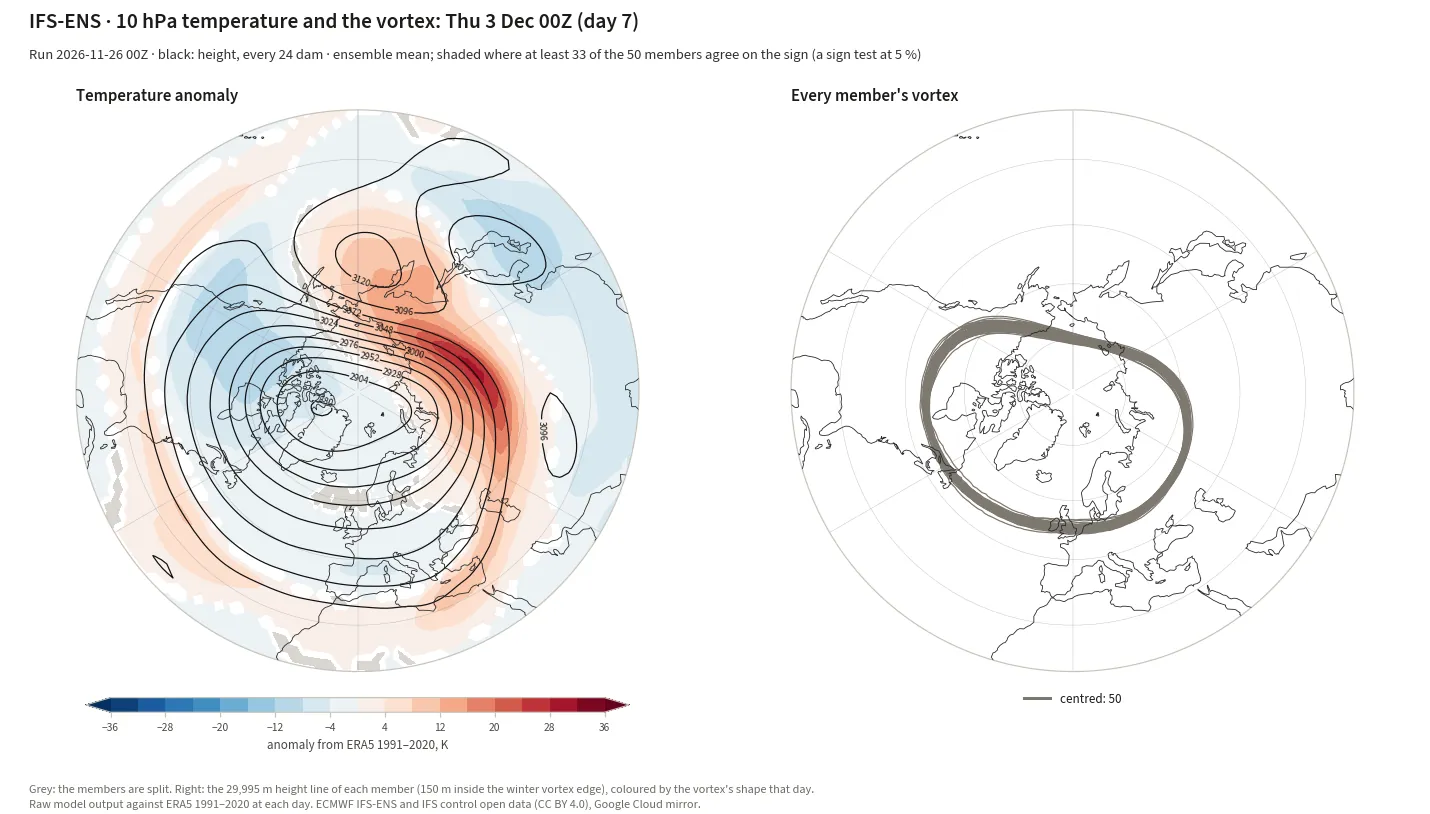 IFS-ENS · 10 hPa temperature and the vortex: Thu 3 Dec 00Z (day 7)
Run 2026-11-26 00Z · black: height, every 24 dam · ensemble mean; shaded where at least 33 of the 50 members agree on the sign (a sign test at 5 %)
Temperature anomaly
Every member's vortex
3120
3072
3096
3072
3024
3048
2976
3000
2952
2928
2904
3096
centred: 50
−36 −28 −20 −12 −4 4 12 20 28 36
anomaly from ERA5 1991–2020, K
Grey: the members are split. Right: the 29,995 m height line of each member (150 m inside the winter vortex edge), coloured by the vortex's shape that day.
Raw model output against ERA5 1991–2020 at each day. ECMWF IFS-ENS and IFS control open data (CC BY 4.0), Google Cloud mirror.